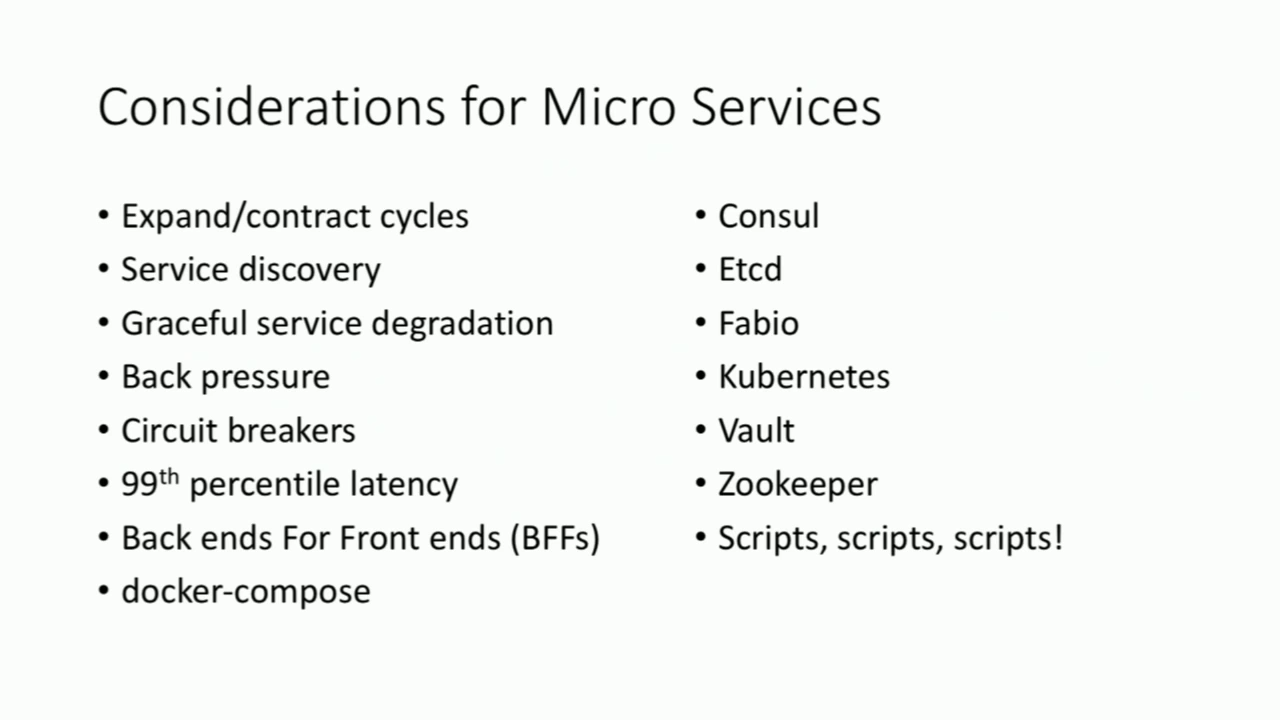 Considerations for Micro Services
• Expand/contract cycles
• Service discovery
• Graceful service degradation
• Back pressure
• Circuit breakers
• 99th percentile latency
• Back ends For Front ends (BFFs)
• docker-compose
• Consul
• Etcd
• Fabio
• Kubernetes
• Vault
• Zookeeper
• Scripts, scripts, scripts!